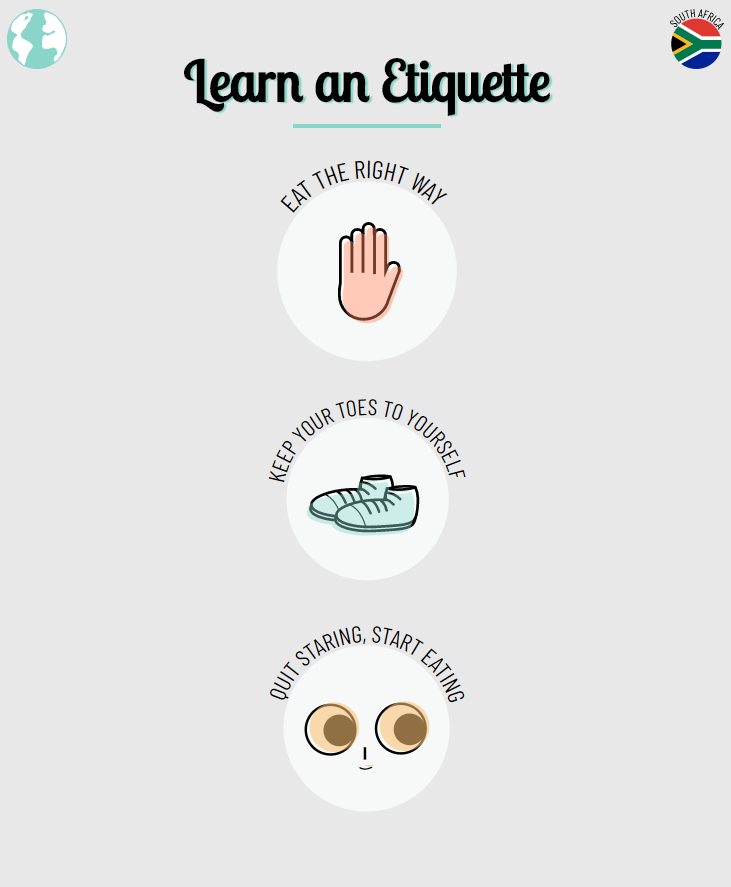 SOUTH AFRICA
Learn an Etiquette
EAT THE RIGHT WAY
KEEP YOUR TOES TO YOURSELF
QUIT STARING, START EATING